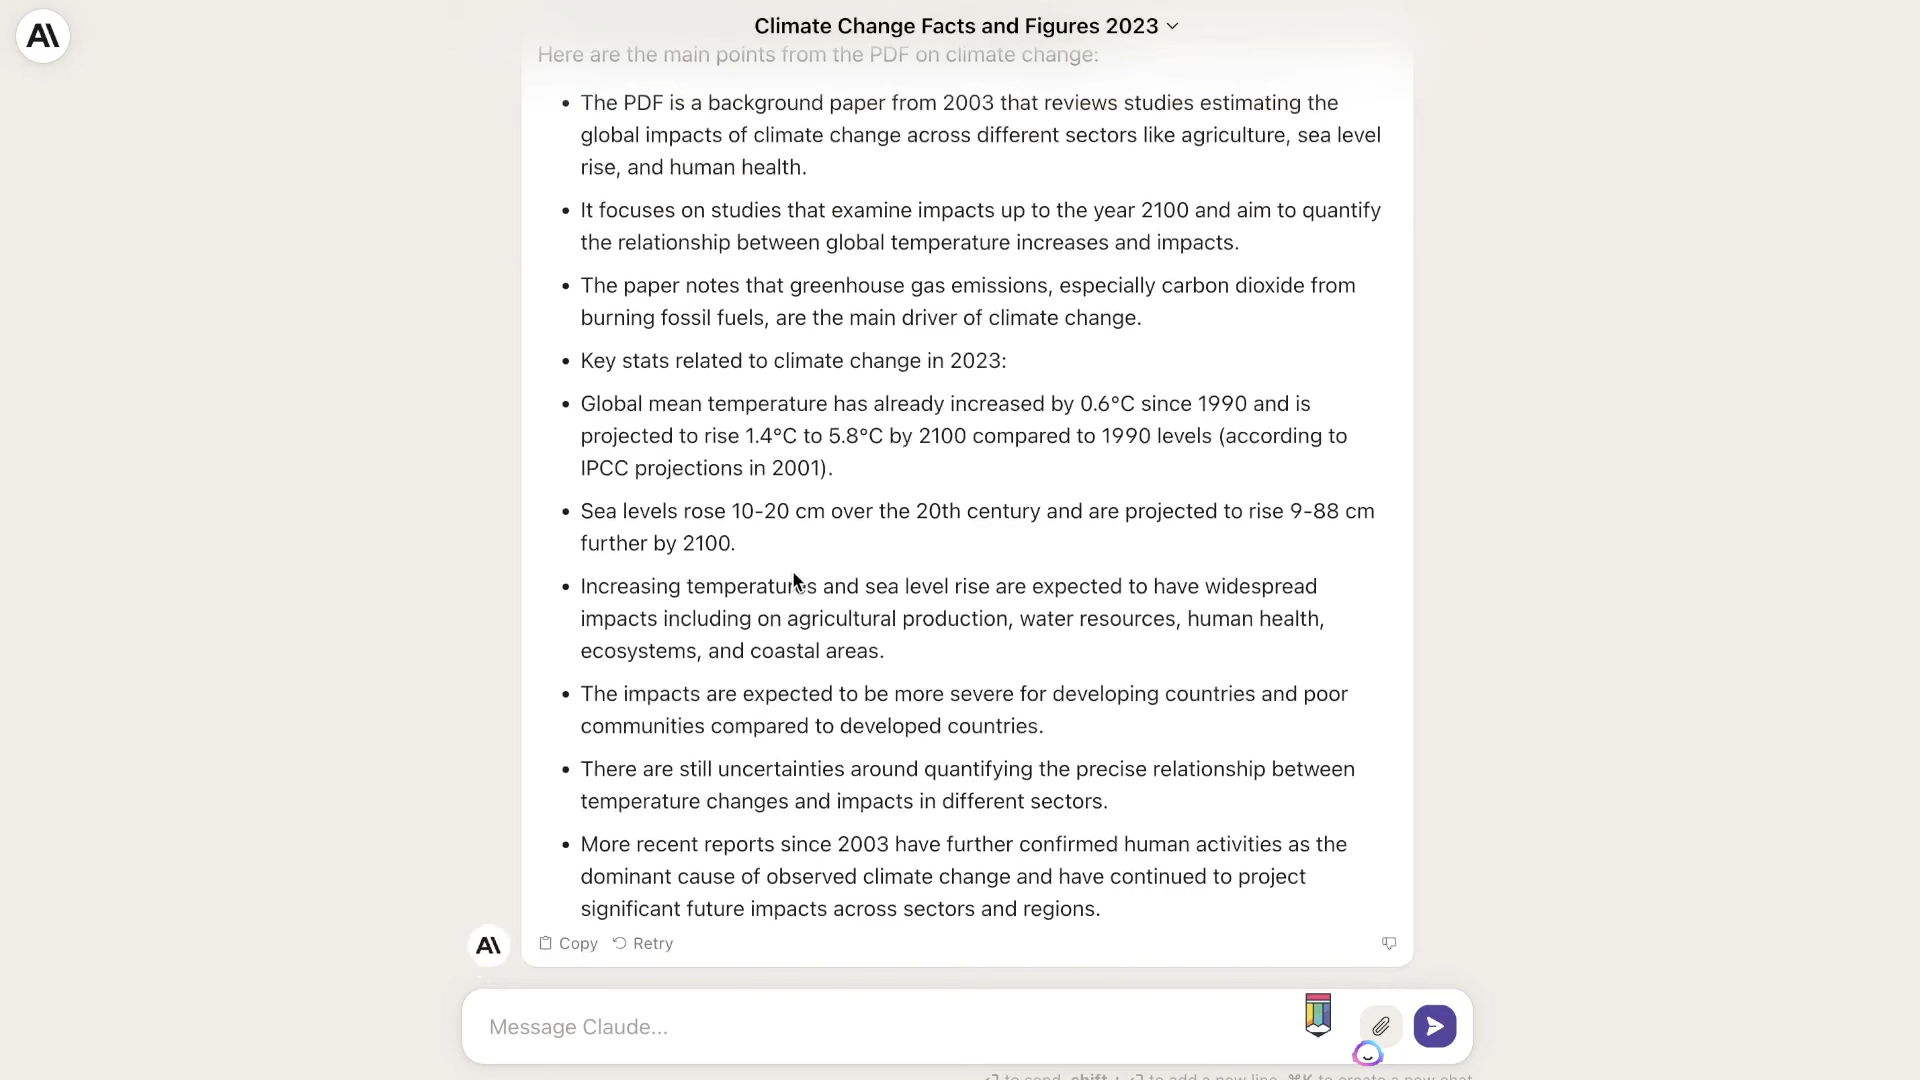 Climate Change Facts and Figures 2023
Here are the main points from the PDF on climate change:
• The PDF is a background paper from 2003 that reviews studies estimating the
global impacts of climate change across different sectors like agriculture, sea level
rise, and human health.
• It focuses on studies that examine impacts up to the year 2100 and aim to quantify
the relationship between global temperature increases and impacts.
• The paper notes that greenhouse gas emissions, especially carbon dioxide from
burning fossil fuels, are the main driver of climate change.
• Key stats related to climate change in 2023:
• Global mean temperature has already increased by 0.6°C since 1990 and is
projected to rise 1.4°C to 5.8°C by 2100 compared to 1990 levels (according to
IPCC projections in 2001).
• Sea levels rose 10-20 cm over the 20th century and are projected to rise 9-88 cm
further by 2100.
• Increasing temperatures and sea level rise are expected to have widespread
impacts including on agricultural production, water resources, human health,
ecosystems, and coastal areas.
• The impacts are expected to be more severe for developing countries and poor
communities compared to developed countries.
• There are still uncertainties around quantifying the precise relationship between
temperature changes and impacts in different sectors.
• More recent reports since 2003 have further confirmed human activities as the
dominant cause of observed climate change and have continued to project
significant future impacts across sectors and regions.
Copy Retry
Message Claude...
to send, shift + to add a new line, ⌘K to create a new chat